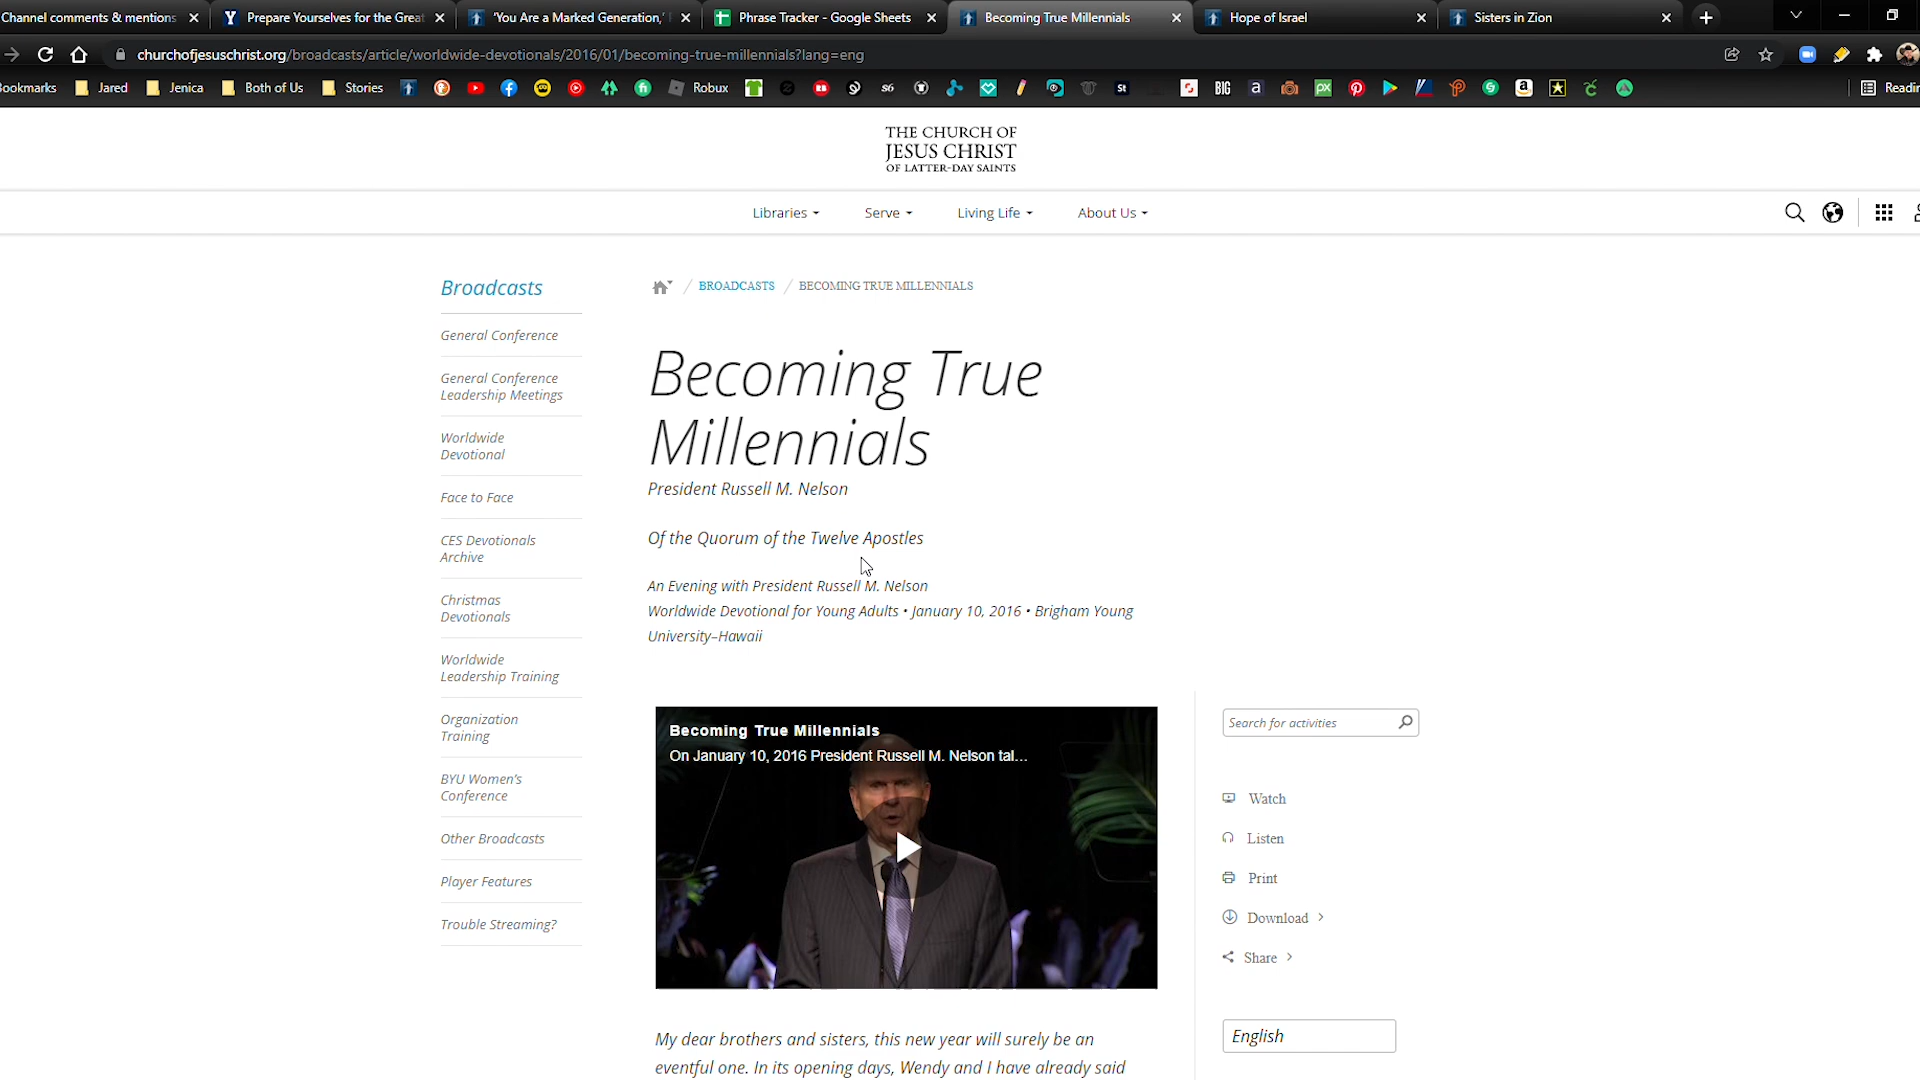 Channel comments & mentions
Prepare Yourselves for the Great
'You Are a Marked Generation,'
Phrase Tracker - Google Sheets
Becoming True Millennials
Hope of Israel
Sisters in Zion
churchofjesuschrist.org/broadcasts/article/worldwide-devotionals/2016/01/becoming-true-millennials?lang=eng
ookmarks
Jared
Jenica
Both of Us
Stories
Robux
S6
St
BIG
a
px
a
Readin
THE CHURCH OF
JESUS CHRIST
OF LATTER-DAY SAINTS
Libraries
Serve
Living Life
About Us
Broadcasts
General Conference
General Conference
Leadership Meetings
Worldwide
Devotional
Face to Face
CES Devotionals
Archive
Christmas
Devotionals
Worldwide
Leadership Training
Organization
Training
BYU Women's
Conference
Other Broadcasts
Player Features
Trouble Streaming?
/ BROADCASTS / BECOMING TRUE MILLENNIALS
Becoming True
Millennials
President Russell M. Nelson
Of the Quorum of the Twelve Apostles
An Evening with President Russell M. Nelson
Worldwide Devotional for Young Adults • January 10, 2016 • Brigham Young
University–Hawaii
Becoming True Millennials
On January 10, 2016 President Russell M. Nelson tal...
My dear brothers and sisters, this new year will surely be an
eventful one. In its opening days, Wendy and I have already said
Search for activities
Watch
Listen
Print
Download
Share
English